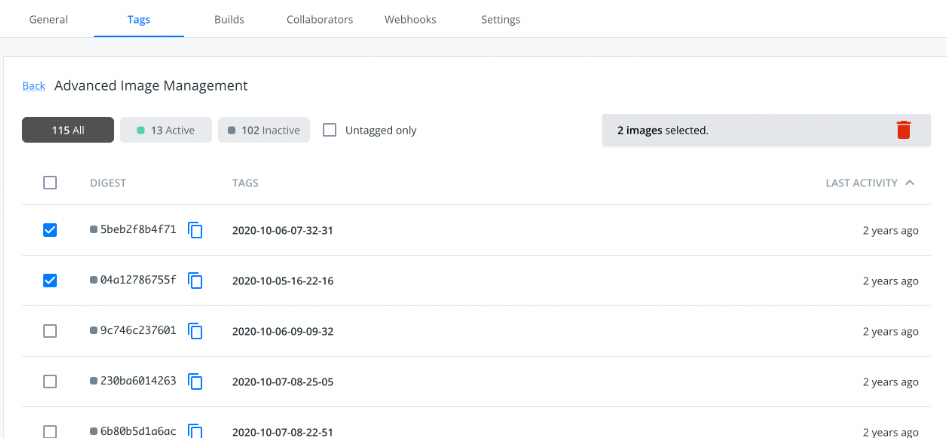 General Tags Builds Collaborators Webhooks Settings
Back Advanced Image Management
115 All 13 Active 102 Inactive Untagged only 2 images selected.
DIGEST TAGS LAST ACTIVITY
5beb2f8b4f71 2020-10-06-07-32-31 2 years ago
04a12786755f 2020-10-05-16-22-16 2 years ago
9c746c237601 2020-10-06-09-09-32 2 years ago
230ba6014263 2020-10-07-08-25-05 2 years ago
6b80b5d1a6ac 2020-10-07-08-22-51 2 years ago